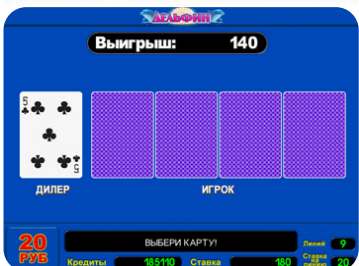 ДЕЛЬФИН
Выигрыш: 140
5
5
ДИЛЕР ИГРОК
20 РУБ
ВЫБЕРИ КАРТУ!
Линий 9
Кредиты 185110 Ставка 180
Ставка на линию 20